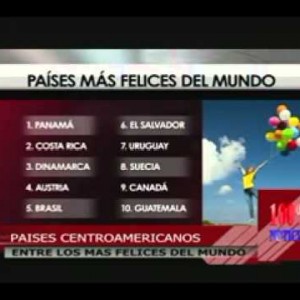 PAÍSES MÁS FELICES DEL MUNDO
1. PANAMÁ
2. COSTA RICA
3. DINAMARCA
4. AUSTRIA
5. BRASIL
6. EL SALVADOR
7. URUGUAY
8. SUECIA
9. CANADÁ
10. GUATEMALA
PAISES CENTROAMERICANOS
ENTRE LOS MAS FELICES DEL MUNDO